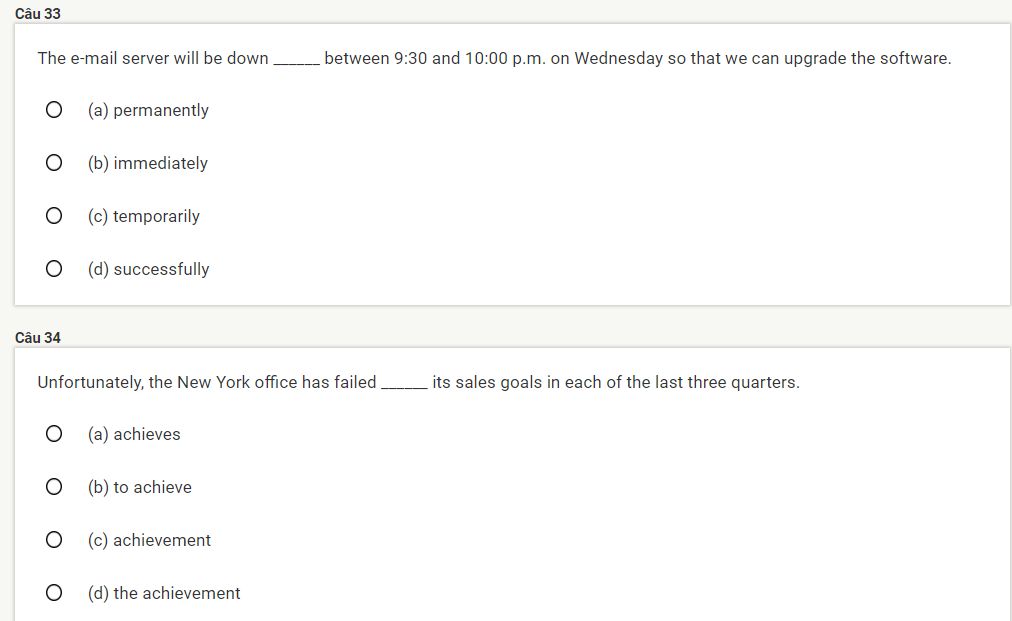 Câu 33
The e-mail server will be down ______ between 9:30 and 10:00 p.m. on Wednesday so that we can upgrade the software.
(a) permanently
(b) immediately
(c) temporarily
(d) successfully
Câu 34
Unfortunately, the New York office has failed ______ its sales goals in each of the last three quarters.
(a) achieves
(b) to achieve
(c) achievement
(d) the achievement